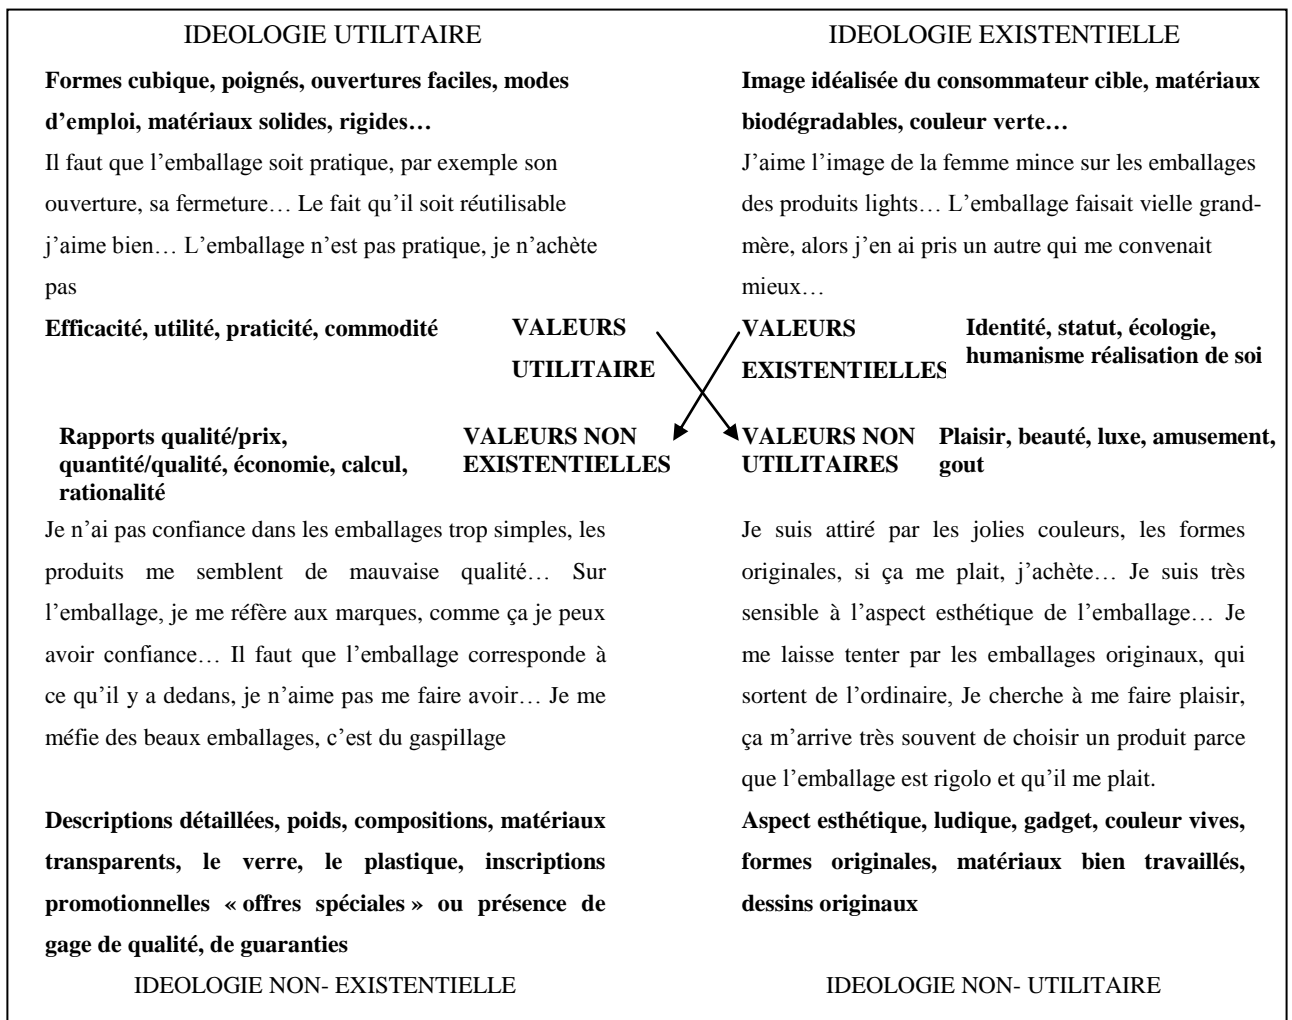 IDEOLOGIE UTILITAIRE
Formes cubique, poignés, ouvertures faciles, modes
d’emploi, matériaux solides, rigides…
Il faut que l’emballage soit pratique, par exemple son
ouverture, sa fermeture… Le fait qu’il soit réutilisable
j’aime bien… L’emballage n’est pas pratique, je n’achète
pas
IDEOLOGIE EXISTENTIELLE
Image idéalisée du consommateur cible, matériaux
biodégradables, couleur verte…
J’aime l’image de la femme mince sur les emballages
des produits lights… L’emballage faisait vielle grand-
mère, alors j’en ai pris un autre qui me convenait
mieux…
Efficacité, utilité, praticité, commodité
VALEURS
UTILITAIRE
VALEURS
EXISTENTIELLES
Identité, statut, écologie,
humanisme réalisation de soi
Rapports qualité/prix,
quantité/qualité, économie, calcul,
rationalité
VALEURS NON
EXISTENTIELLES
VALEURS NON
UTILITAIRES
Plaisir, beauté, luxe, amusement,
gout
Je n’ai pas confiance dans les emballages trop simples, les
produits me semblent de mauvaise qualité… Sur
l’emballage, je me réfère aux marques, comme ça je peux
avoir confiance… Il faut que l’emballage corresponde à
ce qu’il y a dedans, je n’aime pas me faire avoir… Je me
méfie des beaux emballages, c’est du gaspillage
Descriptions détaillées, poids, compositions, matériaux
transparents, le verre, le plastique, inscriptions
promotionnelles « offres spéciales » ou présence de
gage de qualité, de guaranties
IDEOLOGIE NON- EXISTENTIELLE
Je suis attiré par les jolies couleurs, les formes
originales, si ça me plait, j’achète… Je suis très
sensible à l’aspect esthétique de l’emballage… Je
me laisse tenter par les emballages originaux, qui
sortent de l’ordinaire, Je cherche à me faire plaisir,
ça m’arrive très souvent de choisir un produit parce
que l’emballage est rigolo et qu’il me plait.
Aspect esthétique, ludique, gadget, couleur vives,
formes originales, matériaux bien travaillés,
dessins originaux
IDEOLOGIE NON- UTILITAIRE